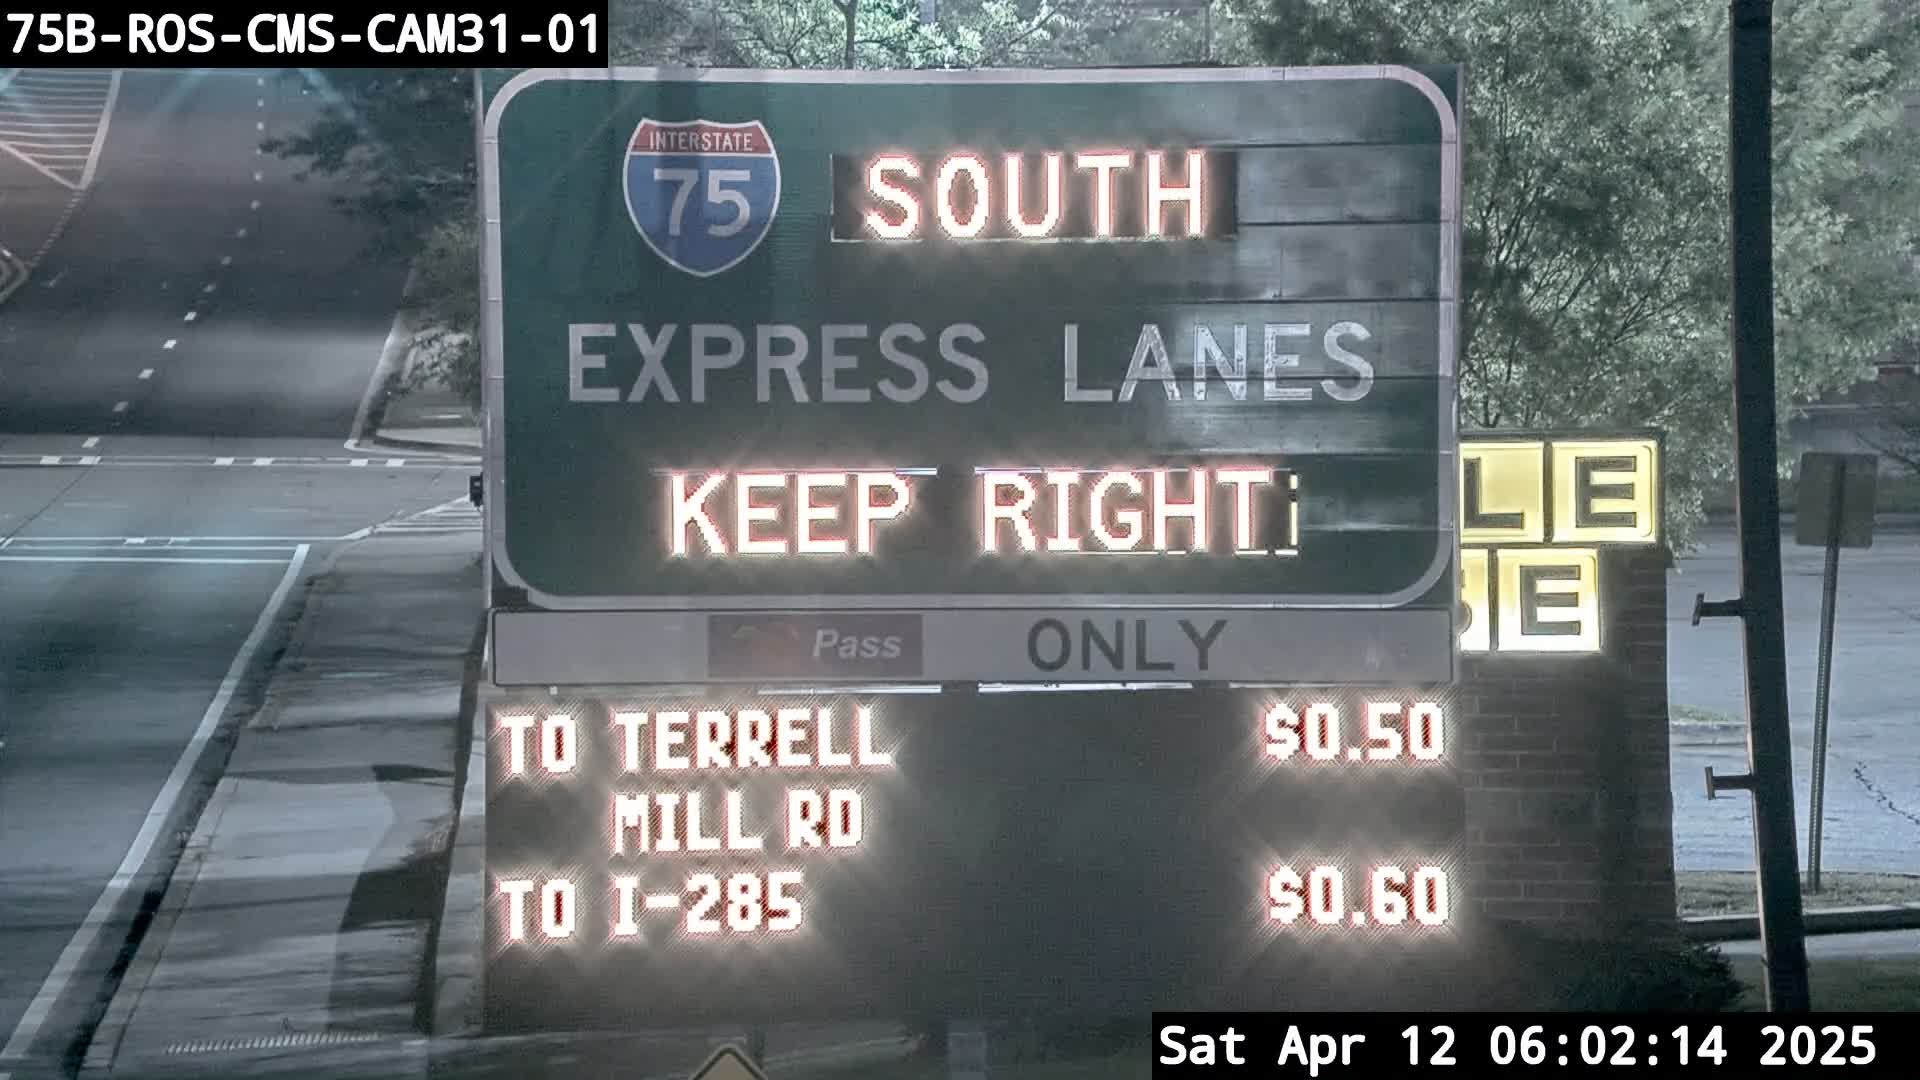 75B-ROS-CMS-CAM31-01
INTERSTATE
75
SOUTH
EXPRESS LANES
KEEP RIGHT
Pass ONLY
TO TERRELL $0.50
MILL RD
TO I-285 $0.60
LE
E
Sat Apr 12 06:02:14 2025